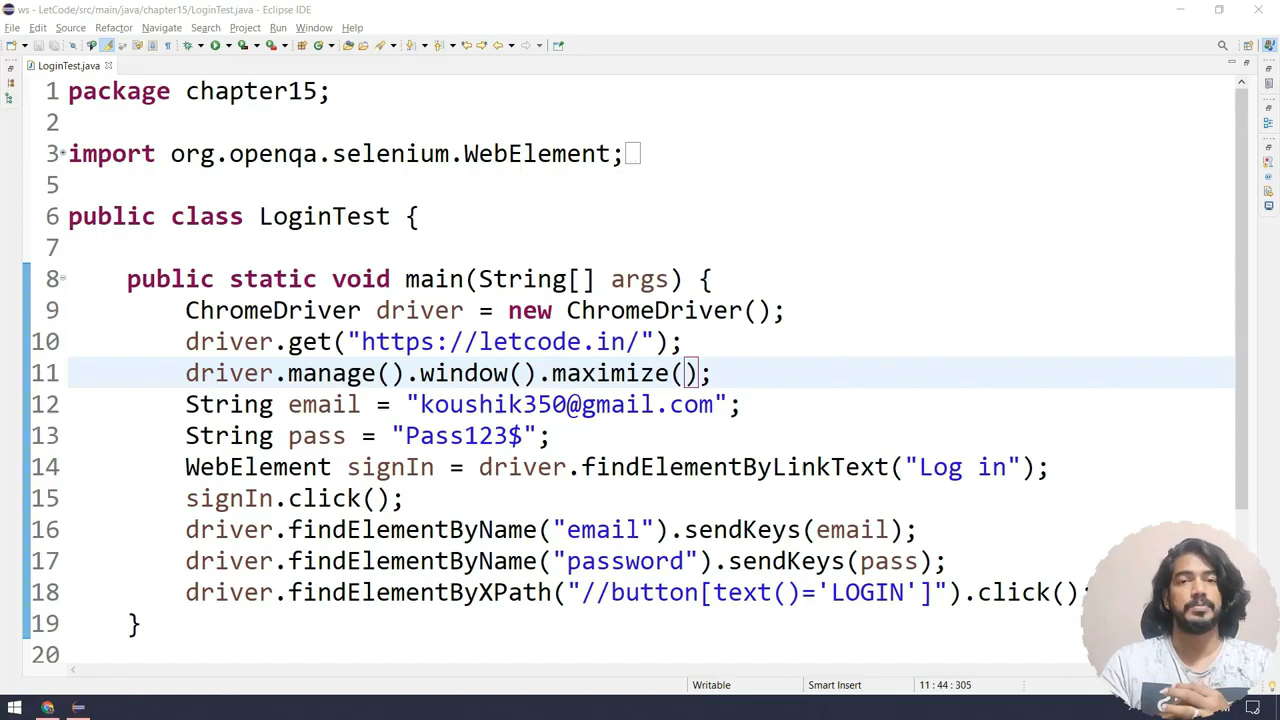 ws - LetCode/src/main/java/chapter15/LoginTest.java - Eclipse IDE
File Edit Source Refactor Navigate Search Project Run Window Help
LoginTest.java
1 package chapter15;
2
3 import org.openqa.selenium.WebElement;
5
6 public class LoginTest {
7
8 public static void main(String[] args) {
9 ChromeDriver driver = new ChromeDriver();
10 driver.get("https://letcode.in/");
11 driver.manage().window().maximize();
12 String email = "koushik350@gmail.com";
13 String pass = "Pass123$";
14 WebElement signIn = driver.findElementByLinkText("Log in");
15 signIn.click();
16 driver.findElementByName("email").sendKeys(email);
17 driver.findElementByName("password").sendKeys(pass);
18 driver.findElementByXPath("//button[text()='LOGIN']").click();
19 }
20
Writable Smart Insert 11 : 44 : 305